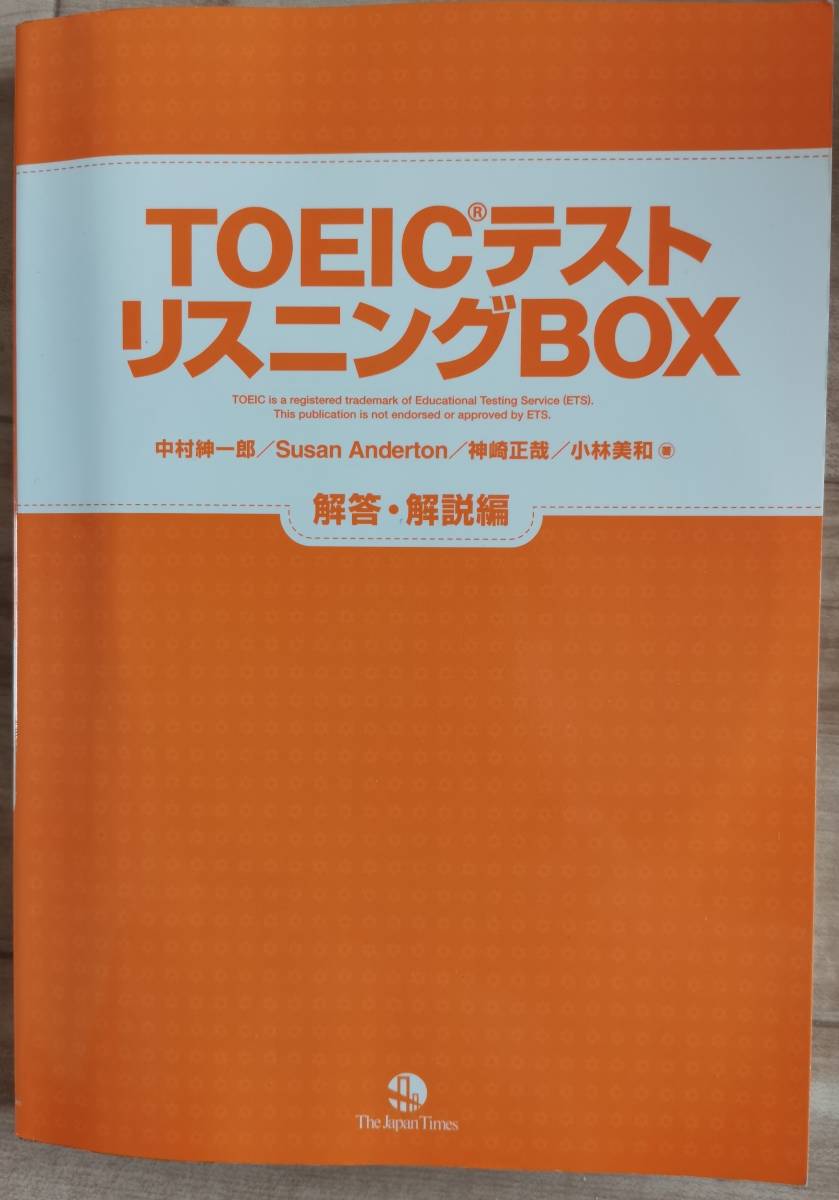 TOEIC®テスト
リスニングBOX
TOEIC is a registered trademark of Educational Testing Service (ETS).
This publication is not endorsed or approved by ETS.
中村紳一郎／Susan Anderton／神崎正哉／小林美和 著
解答・解説編
The Japan Times